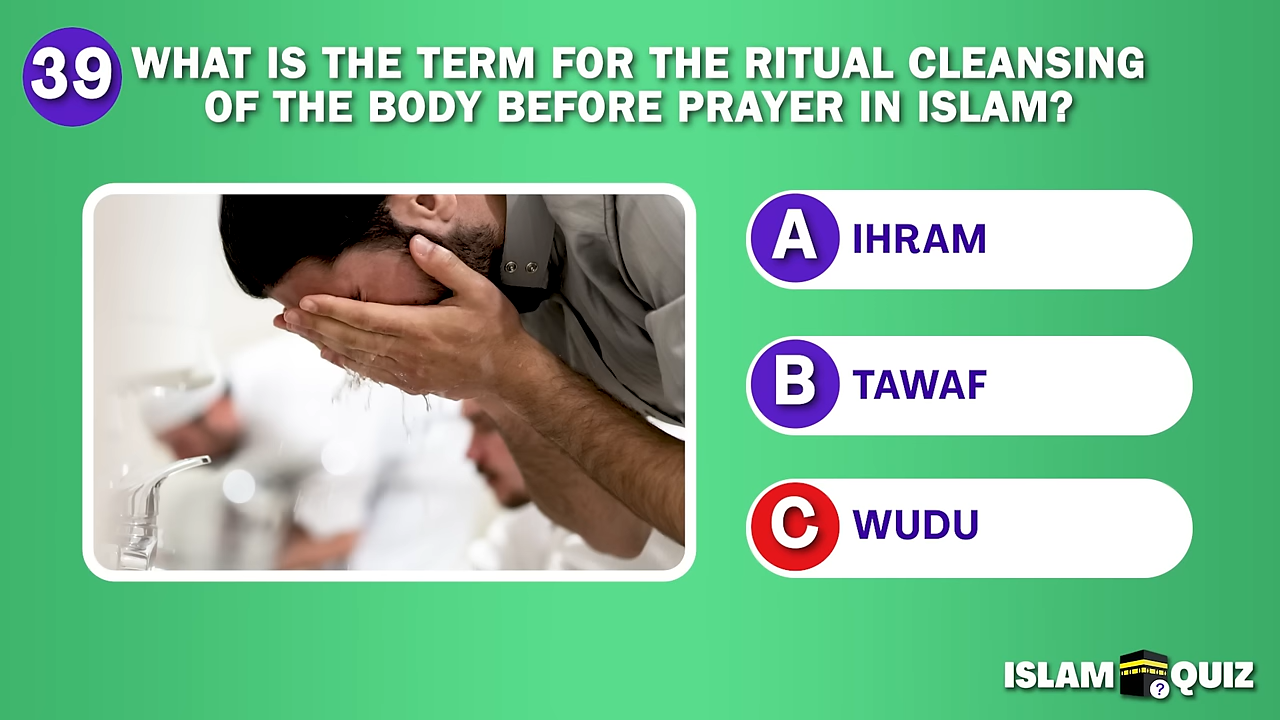 39
WHAT IS THE TERM FOR THE RITUAL CLEANSING
OF THE BODY BEFORE PRAYER IN ISLAM?
A IHRAM
B TAWAF
C WUDU
ISLAM QUIZ
?